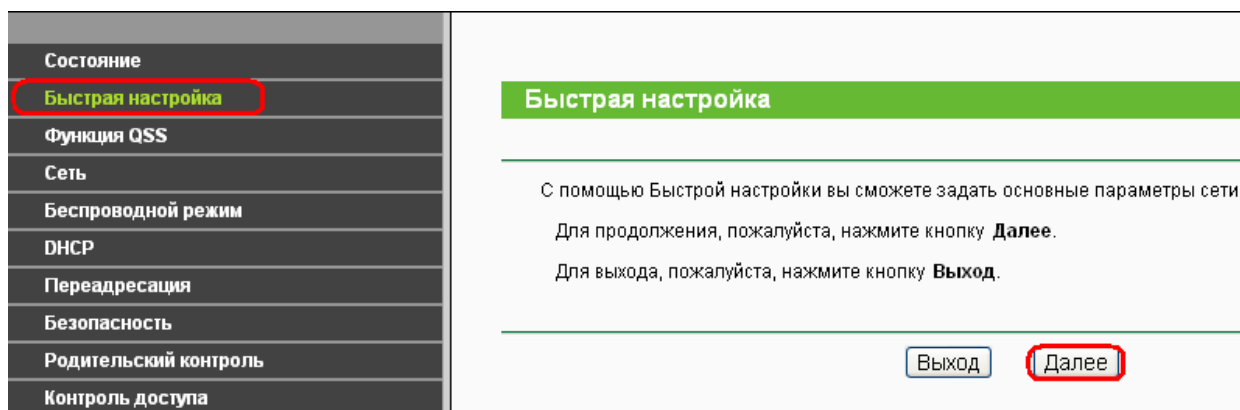 Состояние
Быстрая настройка
Функция QSS
Сеть
Беспроводной режим
DHCP
Переадресация
Безопасность
Родительский контроль
Контроль доступа
Быстрая настройка
С помощью Быстрой настройки вы сможете задать основные параметры сети
Для продолжения, пожалуйста, нажмите кнопку Далее.
Для выхода, пожалуйста, нажмите кнопку Выход.
Выход Далее